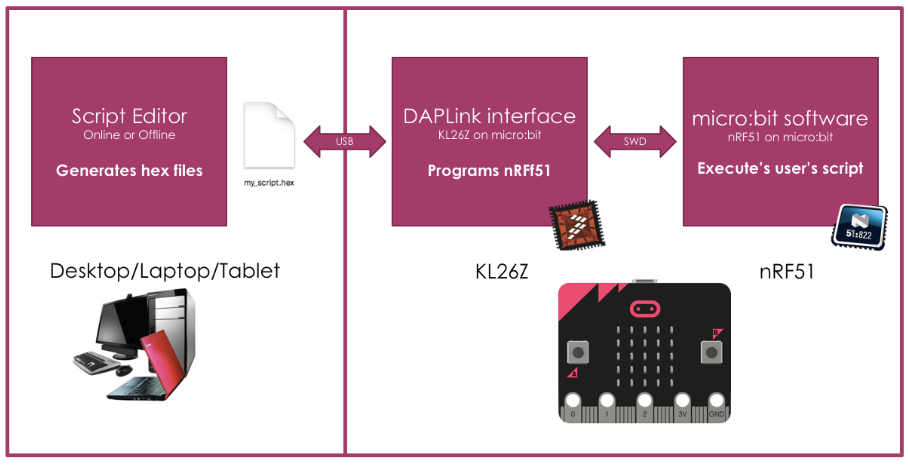 Script Editor
Online or Offline
Generates hex files
my_script.hex
USB
DAPLink interface
KL26Z on micro:bit
Programs nRFf51
SWD
micro:bit software
nRF51 on micro:bit
Execute's user's script
N
51:822
Desktop/Laptop/Tablet
KL26Z
nRF51
B
A
0
1
2
3V
GND